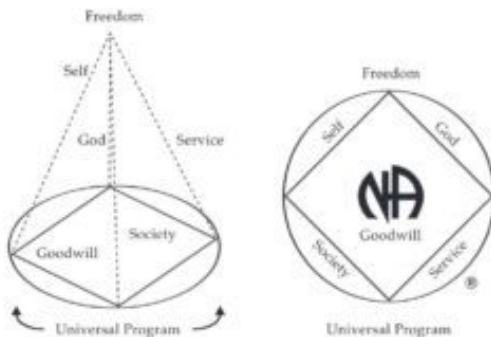 Freedom
Self
God
Service
Society
Goodwill
Universal Program
Freedom
Self
God
NA
Goodwill
Society
Service
®
Universal Program